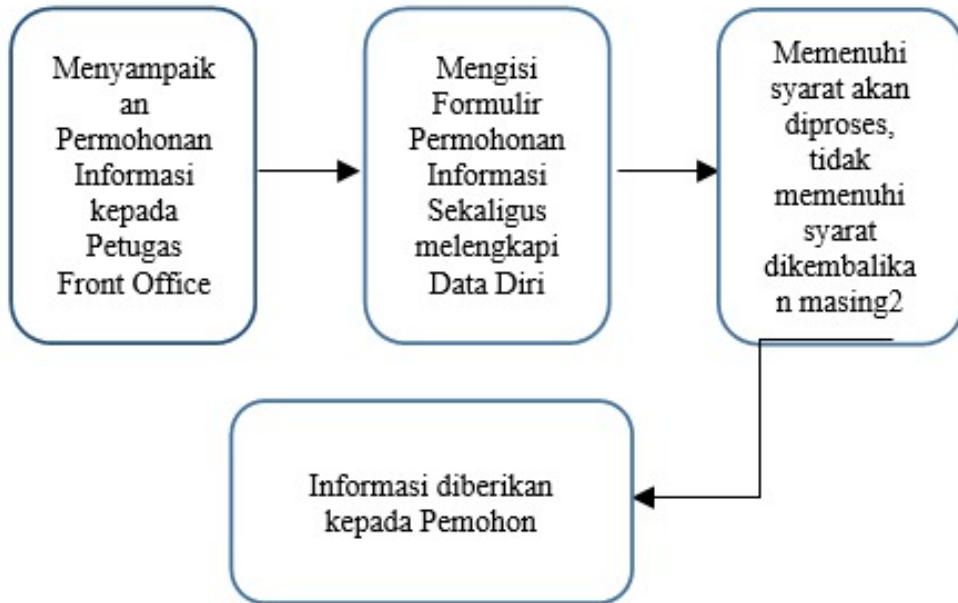 Menyampaik
an
Permohonan
Informasi
kepada
Petugas
Front Office
Mengisi
Formulir
Permohonan
Informasi
Sekaligus
melengkapi
Data Diri
Memenuhi
syarat akan
diproses,
tidak
memenuhi
syarat
dikembalika
n masing2
Informasi diberikan
kepada Pemohon